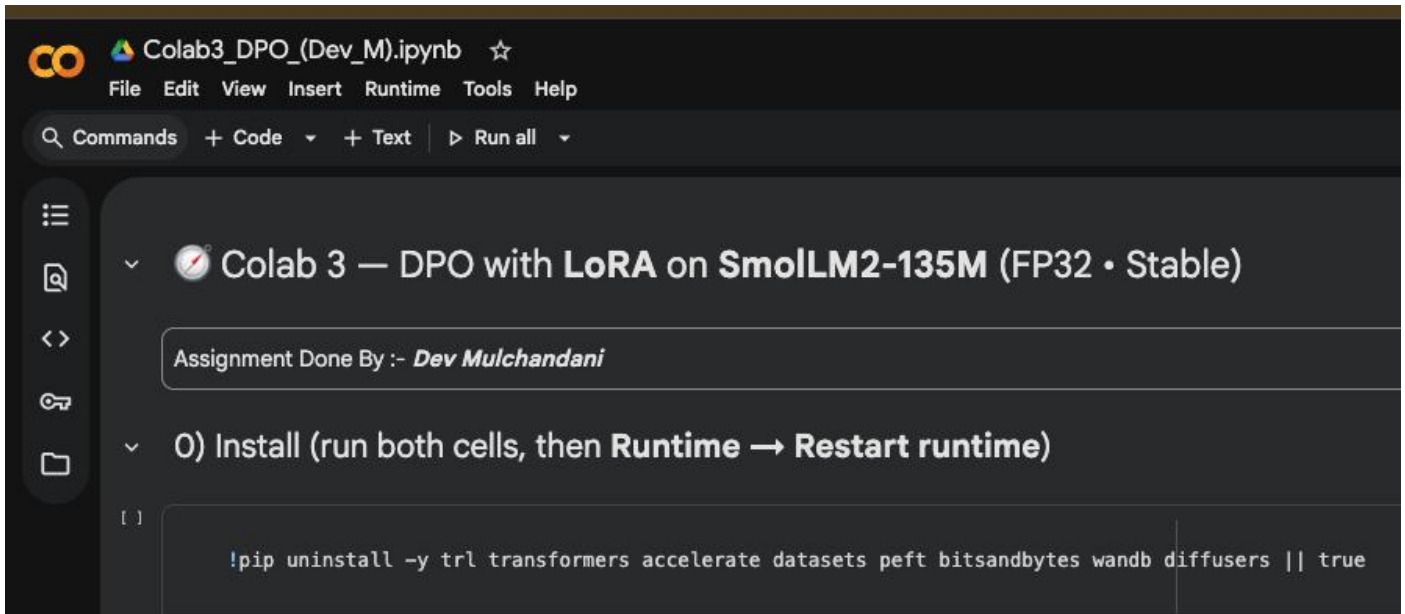 CO Colab3_DPO_(Dev_M).ipynb
File Edit View Insert Runtime Tools Help
Commands + Code + Text Run all
Colab 3 — DPO with LoRA on SmolLM2-135M (FP32 • Stable)
Assignment Done By :- Dev Mulchandani
0) Install (run both cells, then Runtime → Restart runtime)
[ ]
!pip uninstall -y trl transformers accelerate datasets peft bitsandbytes wandb diffusers || true